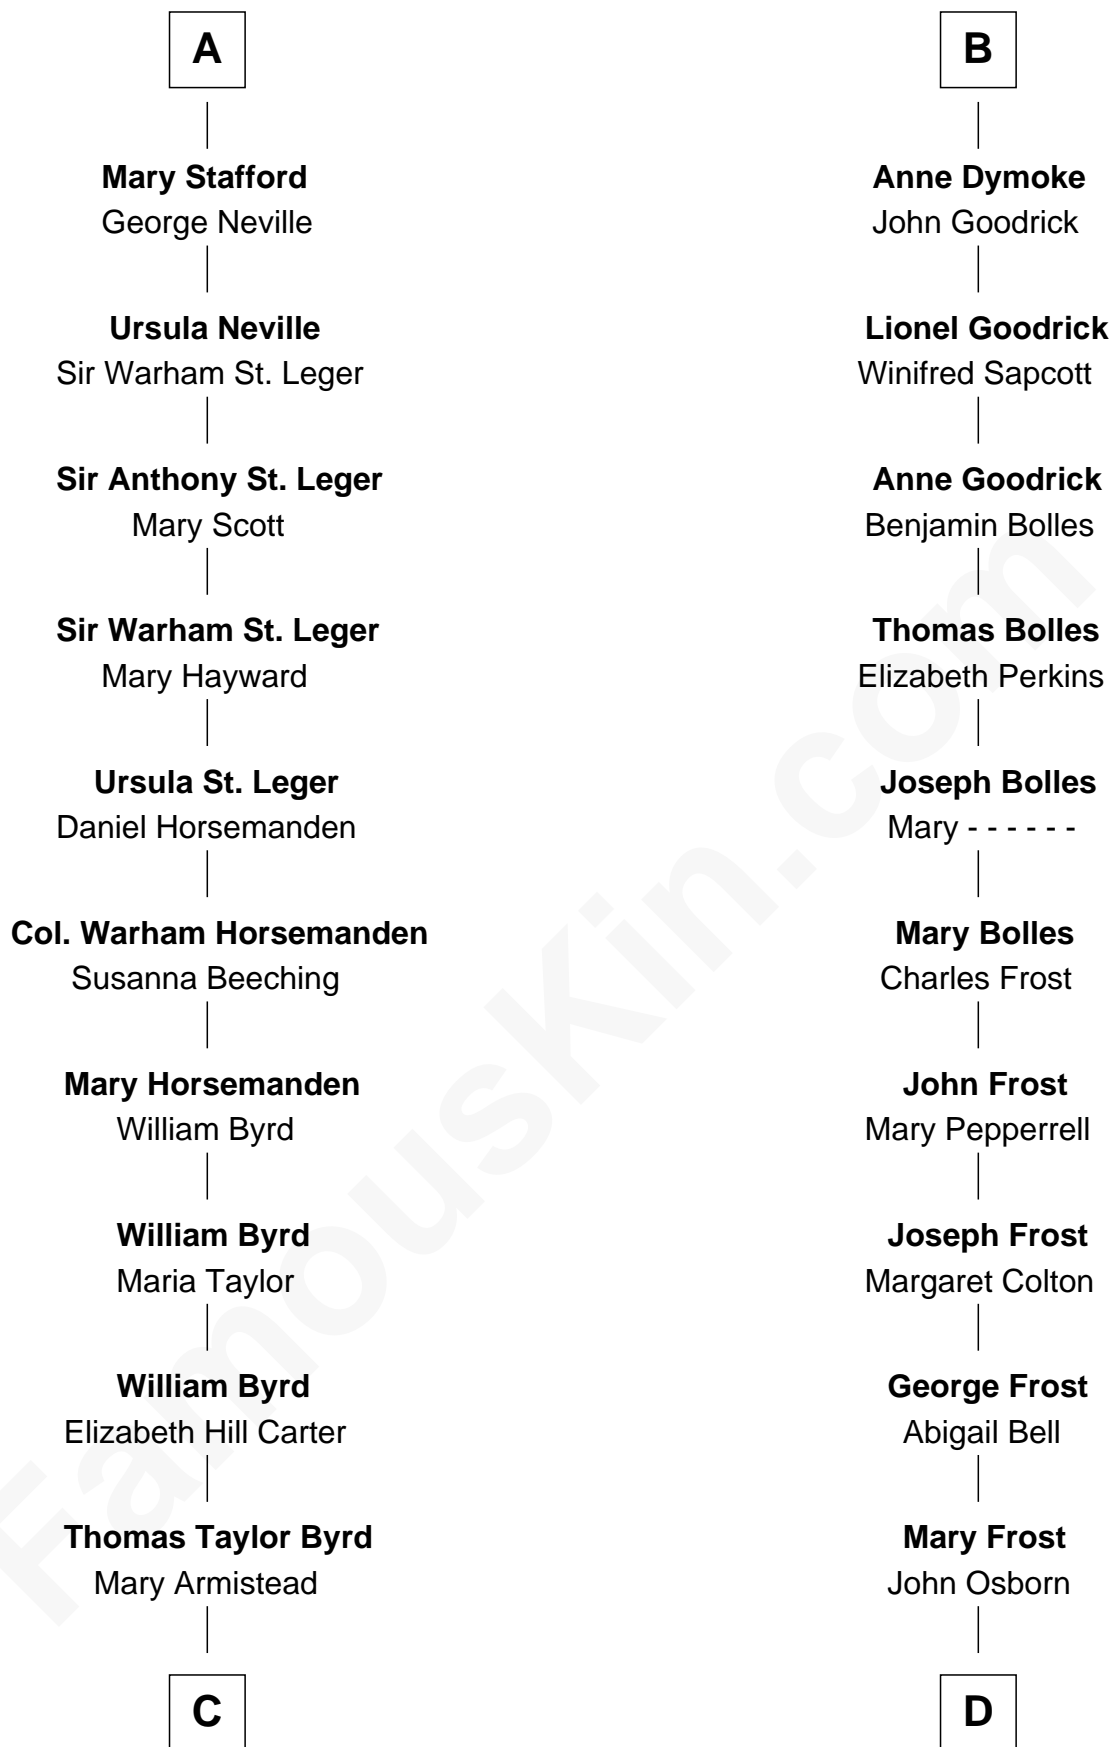 A
Mary Stafford
George Neville
Ursula Neville
Sir Warham St. Leger
Sir Anthony St. Leger
Mary Scott
Sir Warham St. Leger
Mary Hayward
Ursula St. Leger
Daniel Horsemanden
Col. Warham Horsemanden
Susanna Beeching
Mary Horsemanden
William Byrd
William Byrd
Maria Taylor
William Byrd
Elizabeth Hill Carter
Thomas Taylor Byrd
Mary Armistead
C
B
Anne Dymoke
John Goodrick
Lionel Goodrick
Winifred Sapcott
Anne Goodrick
Benjamin Bolles
Thomas Bolles
Elizabeth Perkins
Joseph Bolles
Mary - - - - - -
Mary Bolles
Charles Frost
John Frost
Mary Pepperrell
Joseph Frost
Margaret Colton
George Frost
Abigail Bell
Mary Frost
John Osborn
D
FamousKin.com